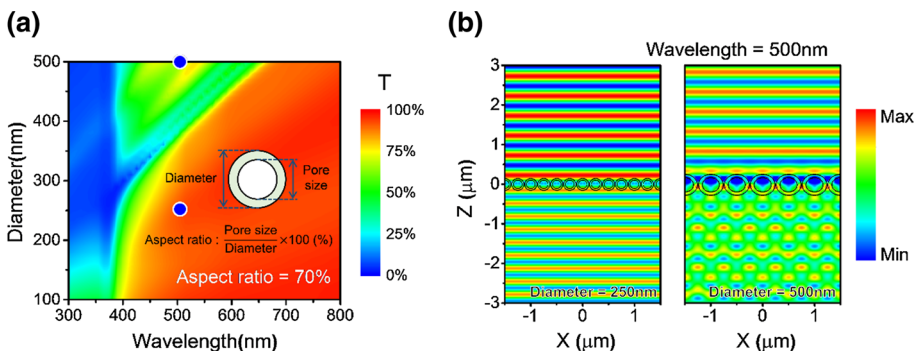 (a)
500
400
300
200
100
Diameter(nm)
300 400 500 600 700 800
Wavelength(nm)
Diameter
Pore
size
Aspect ratio : Pore size
Diameter ×100 (%)
Aspect ratio = 70%
T
100%
75%
50%
25%
0%
(b)
Wavelength = 500nm
3
2
1
0
-1
-2
-3
Z (μm)
Diameter = 250nm
Diameter = 500nm
-1 0 1
-1 0 1
X (μm)
X (μm)
Max
Min